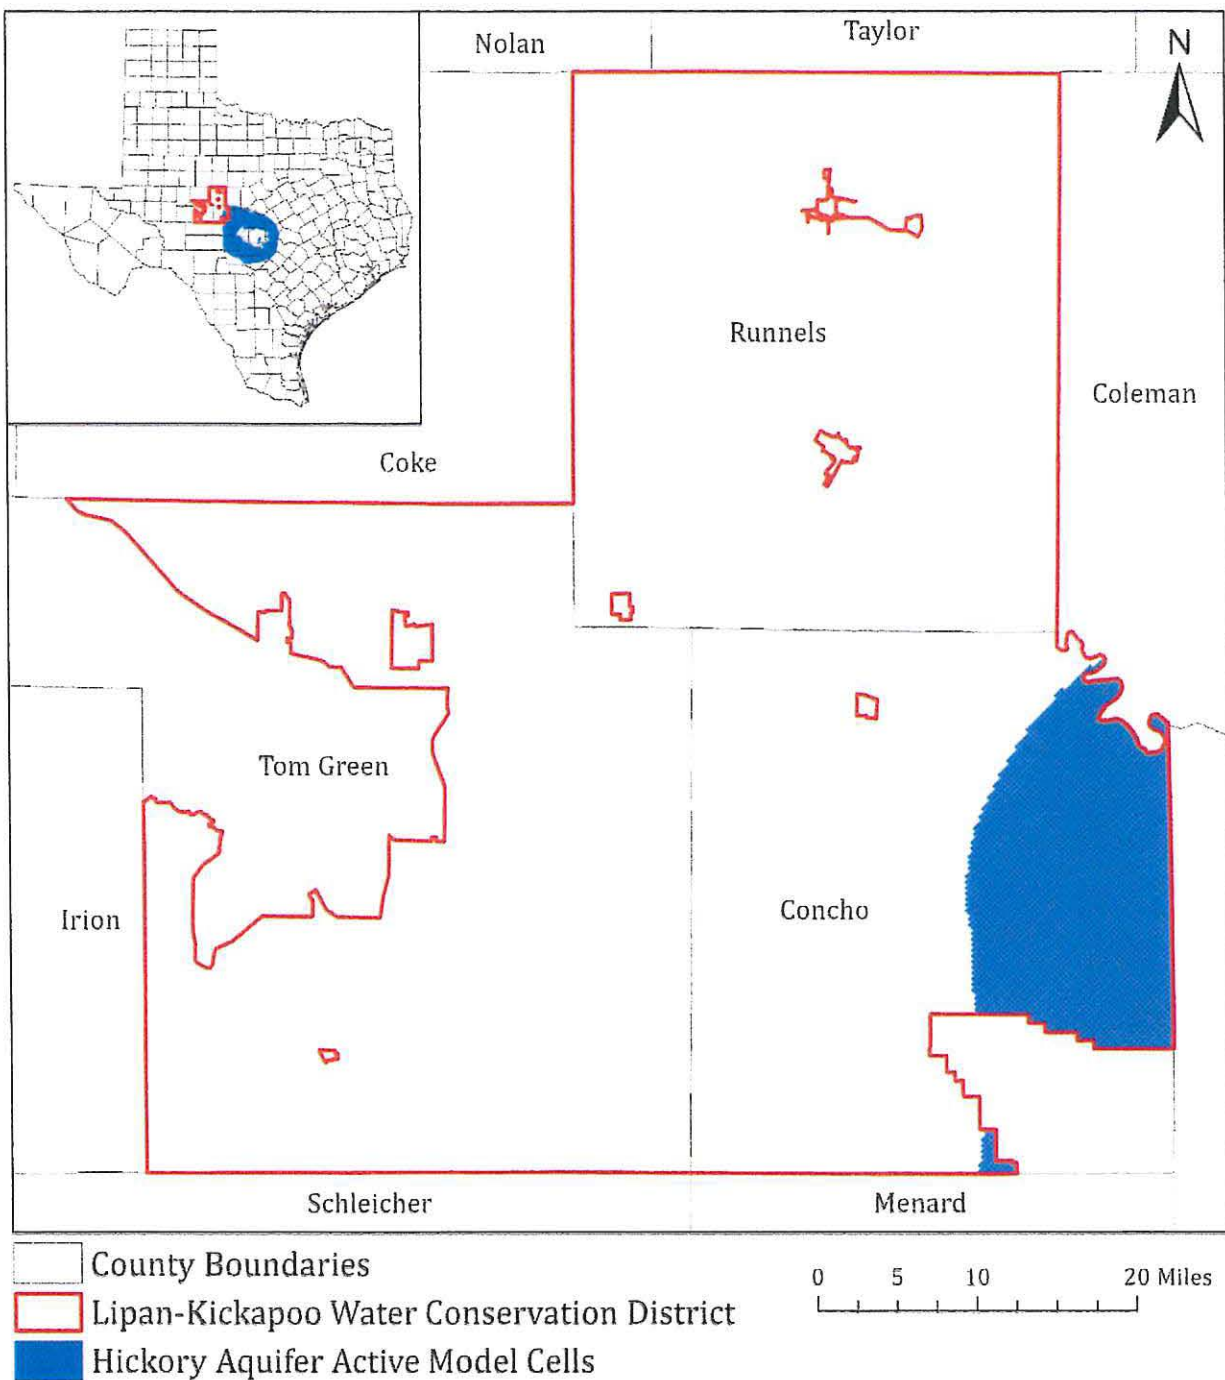 Nolan
Taylor
N
Runnels
Coleman
Coke
Tom Green
Irion
Concho
Schleicher
Menard
County Boundaries
0 5 10 20 Miles
Lipan-Kickapoo Water Conservation District
Hickory Aquifer Active Model Cells